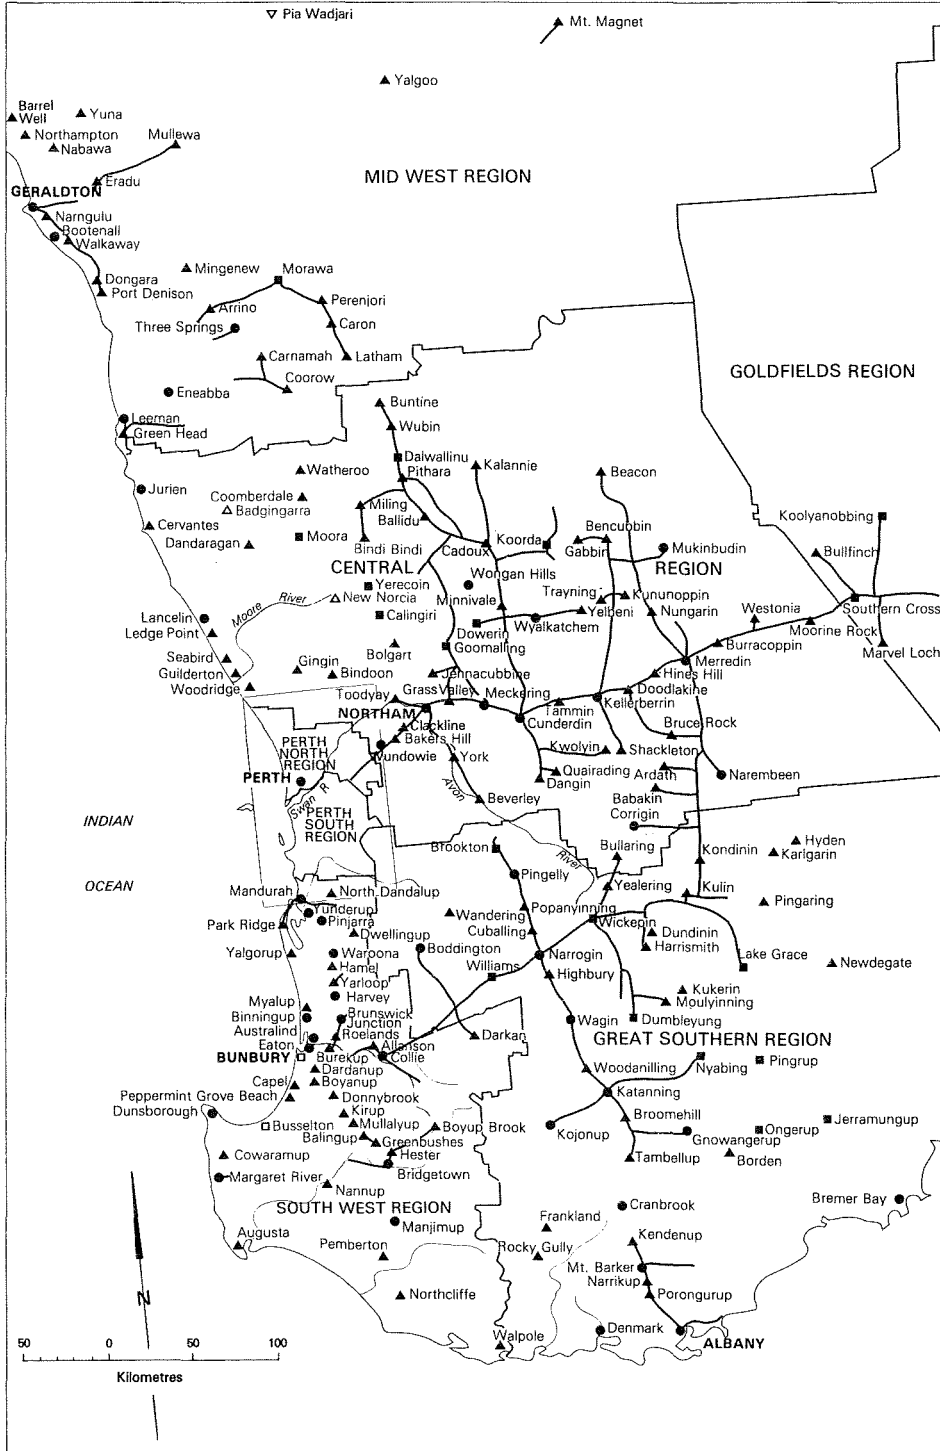 Pia Wadjari
Mt. Magnet
Yalgoo
Barrel
Well
Yuna
Northampton
Mullewa
Nabawa
MID WEST REGION
Eradu
GERALDTON
Narngulu
Bootenall
Walkaway
Mingenew
Morawa
Dongara
Port Denison
Perenjori
Arrino
Three Springs
Caron
Carnamah
Latham
GOLDFIELDS REGION
Coorow
Eneabba
Buntine
Leeman
Wubin
Green Head
Dalwallinu
Watheroo
Pithara
Kalannie
Beacon
Jurien
Coomberdale
Badgingarra
Miling
Ballidu
Koolyanobbing
Cervantes
Dandaragan
Moora
Bindi Bindi
Cadoux
Koorda
Bencubbin
Gabbin
Mukinbudin
Bullfinch
CENTRAL
REGION
Wongan Hills
Yerecoin
Trayning
Kununoppin
Moore
River
New Norcia
Minnivale
Yelbeni
Nungarin
Westonia
Southern Cross
Lancelin
Calingiri
Wyalkatchem
Moorine Rock
Ledge Point
Dowerin
Goomalling
Burracoppin
Marvel Loch
Bolgart
Seabird
Merredin
Guilderton
Gingin
Bindoon
Jennacubbine
Hines Hill
Woodridge
Toodyay
Grass Valley
Meckering
Doodlakine
Tammin
Kellerberrin
NORTHAM
Cunderdin
Bruce Rock
Clackline
Bakers Hill
PERTH
NORTH
REGION
Wundowie
York
Kwolyin
Shackleton
PERTH
Quairading
Ardath
Narembeen
Dangin
Swan R
Avon
Beverley
Babakin
Corrigin
PERTH
SOUTH
REGION
INDIAN
Hyden
Brookton
River
Bullaring
Kondinin
Karlgarin
OCEAN
Pingelly
Yealering
Kulin
Mandurah
North Dandalup
Pingaring
Yunderup
Pinjarra
Wandering
Popanyinning
Wickepin
Park Ridge
Cuballing
Dwellingup
Dundinin
Harrismith
Boddington
Yalgorup
Waroona
Narrogin
Lake Grace
Newdegate
Hamel
Williams
Highbury
Yarloop
Kukerin
Harvey
Moulyinning
Myalup
Binningup
Brunswick
Junction
Wagin
Dumbleyung
Australind
Roelands
Darkan
GREAT SOUTHERN REGION
Eaton
Allanson
BUNBURY
Burekup
Collie
Dardanup
Woodanilling
Nyabing
Pingrup
Capel
Boyanup
Peppermint Grove Beach
Donnybrook
Katanning
Dunsborough
Kirup
Broomehill
Jerramungup
Busselton
Mullalyup
Boyup Brook
Kojonup
Ongerup
Balingup
Greenbushes
Gnowangerup
Cowaramup
Hester
Tambellup
Borden
Bridgetown
Margaret River
Nannup
Bremer Bay
SOUTH WEST REGION
Cranbrook
Manjimup
Frankland
Augusta
Kendenup
Pemberton
Rocky Gully
Mt. Barker
Narrikup
Northcliffe
Porongurup
N
Walpole
Denmark
ALBANY
50 0 50 100
Kilometres